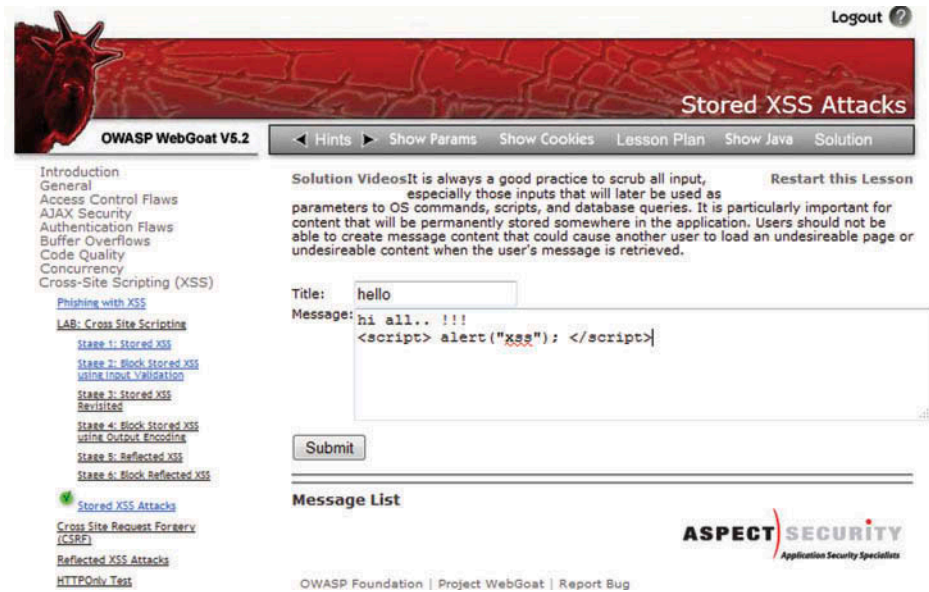 Logout ?
Stored XSS Attacks
OWASP WebGoat V5.2
Hints Show Params Show Cookies Lesson Plan Show Java Solution
Introduction
General
Access Control Flaws
AJAX Security
Authentication Flaws
Buffer Overflows
Code Quality
Concurrency
Cross-Site Scripting (XSS)
Phishing with XSS
LAB: Cross Site Scripting
Stage 1: Stored XSS
Stage 2: Block Stored XSS
using Input Validation
Stage 3: Stored XSS
Revisited
Stage 4: Block Stored XSS
using Output Encoding
Stage 5: Reflected XSS
Stage 6: Block Reflected XSS
Stored XSS Attacks
Cross Site Request Forgery
(CSRF)
Reflected XSS Attacks
HTTPOnly Test
Solution Videos It is always a good practice to scrub all input, Restart this Lesson
especially those inputs that will later be used as
parameters to OS commands, scripts, and database queries. It is particularly important for
content that will be permanently stored somewhere in the application. Users should not be
able to create message content that could cause another user to load an undesireable page or
undesireable content when the user's message is retrieved.
Title: hello
Message: hi all.. !!!
<script> alert("xss"); </script>
Submit
Message List
ASPECT SECURITY
Application Security Specialists
OWASP Foundation | Project WebGoat | Report Bug